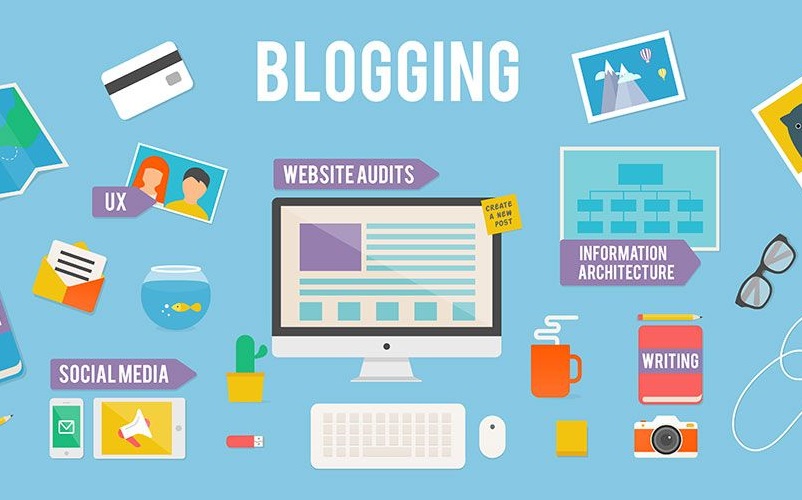 BLOGGING
WEBSITE AUDITS
UX
CREATE
A NEW
POST
INFORMATION
ARCHITECTURE
SOCIAL MEDIA
WRITING